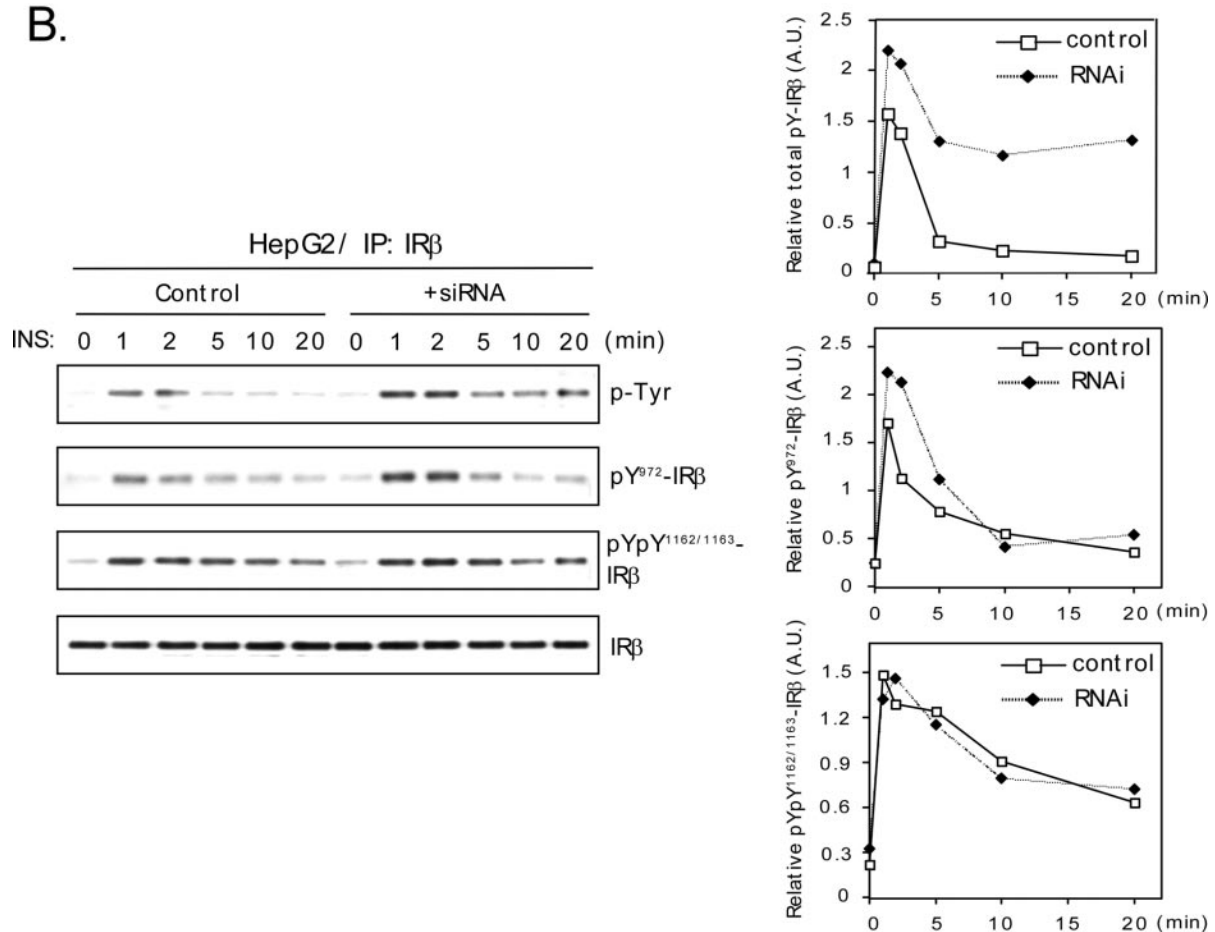 B.
HepG2/ IP: IRβ
Control +siRNA
INS: 0 1 2 5 10 20 0 1 2 5 10 20 (min)
p-Tyr
pY⁹⁷²-IRβ
pYpY¹¹⁶²/¹¹⁶³-
IRβ
IRβ
Relative total pY-IRβ (A.U.)
2.5
2
1.5
1
0.5
0
control
RNAi
0 5 10 15 20 (min)
Relative pY⁹⁷²-IRβ (A.U.)
2.5
2
1.5
1
0.5
0
control
RNAi
0 5 10 15 20 (min)
Relative pYpY¹¹⁶²/¹¹⁶³-IRβ (A.U.)
1.5
1.2
0.9
0.6
0.3
0
control
RNAi
0 5 10 15 20 (min)